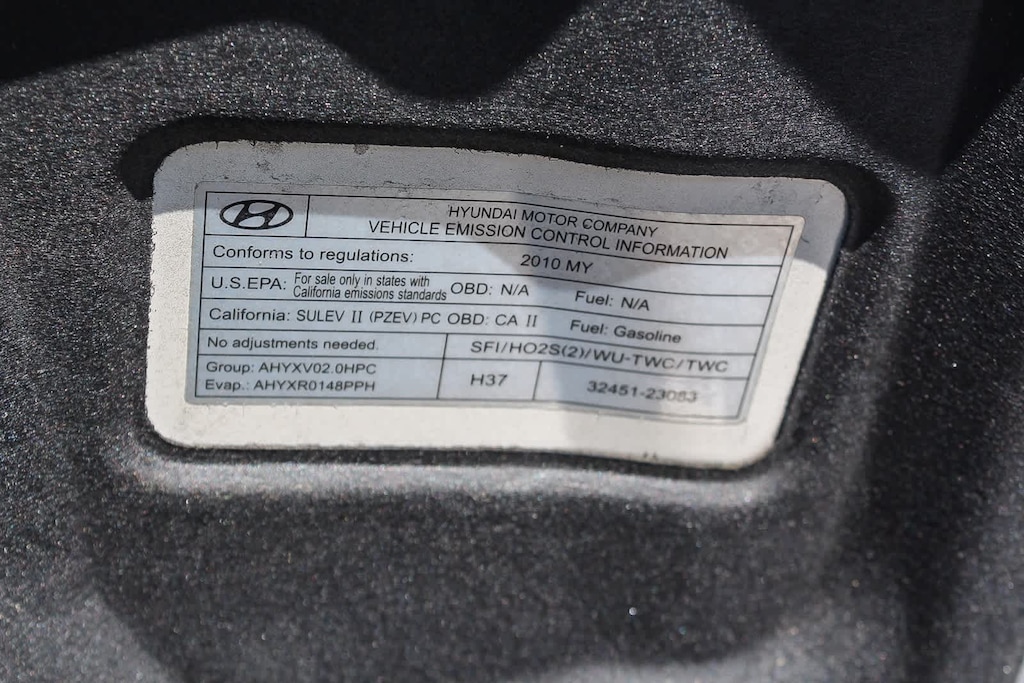 HYUNDAI MOTOR COMPANY
VEHICLE EMISSION CONTROL INFORMATION
Conforms to regulations: 2010 MY
U.S.EPA: For sale only in states with California emissions standards OBD: N/A Fuel: N/A
California: SULEV II (PZEV) PC OBD: CA II Fuel: Gasoline
No adjustments needed. SFI/HO2S(2)/WU-TWC/TWC
Group: AHYXV02.0HPC
Evap.: AHYXR0148PPH
H37
32451-23083